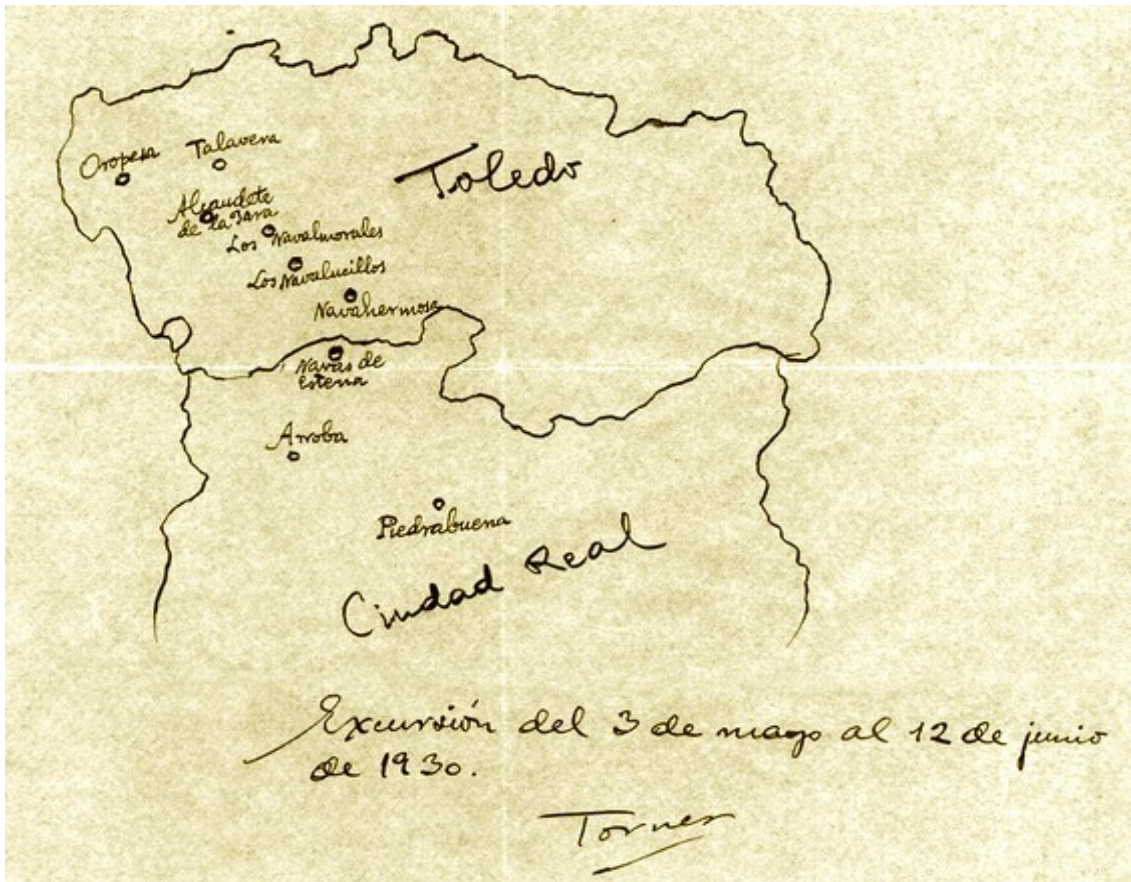 Oropesa
Talavera
Toledo
Alcaudete
de la Jara
Los Navalmorales
Los Navalucillos
Navahermosa
Navas de
Estena
Arroba
Piedrabuena
Ciudad Real
Excursión del 3 de mayo al 12 de junio
de 1930.
Torner